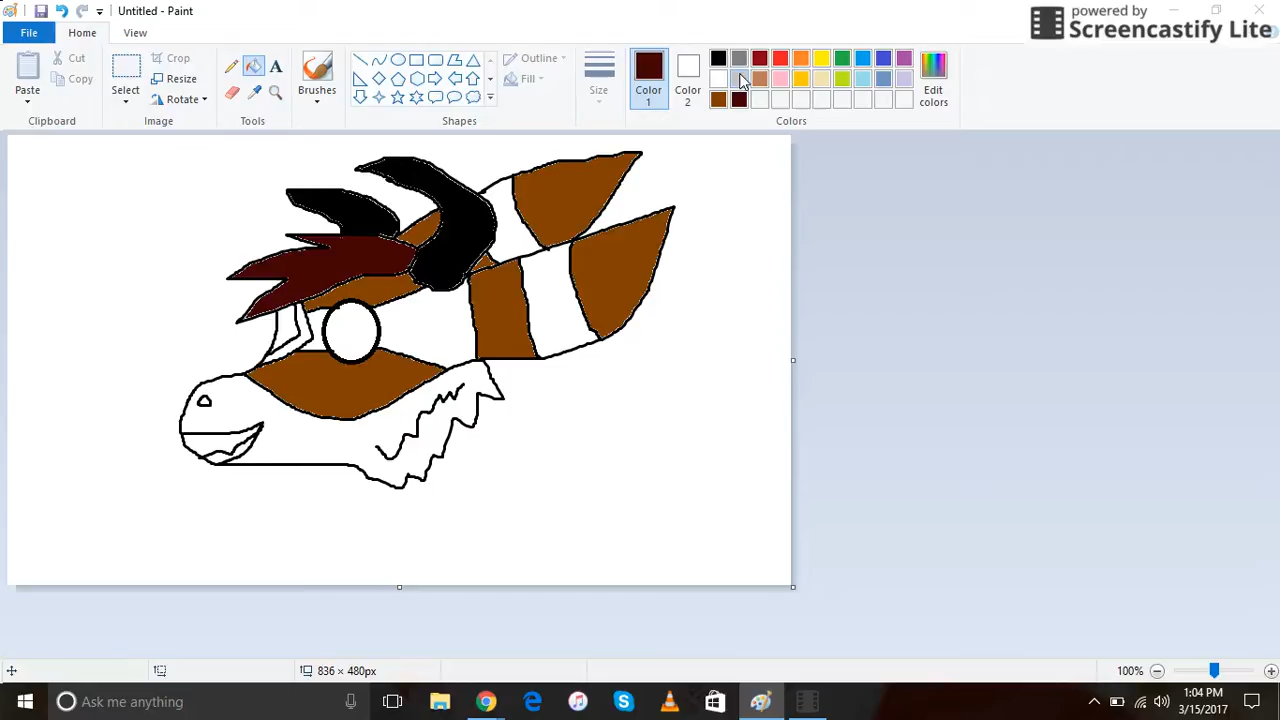 Untitled - Paint
powered by
Screencastify Lite
File
Home
View
Paste
Cut
Copy
Clipboard
Select
Crop
Resize
Rotate
Image
Tools
Brushes
Shapes
Outline
Fill
Size
Color
1
Color
2
Colors
Edit
colors
836 × 480px
100%
Ask me anything
1:04 PM
3/15/2017